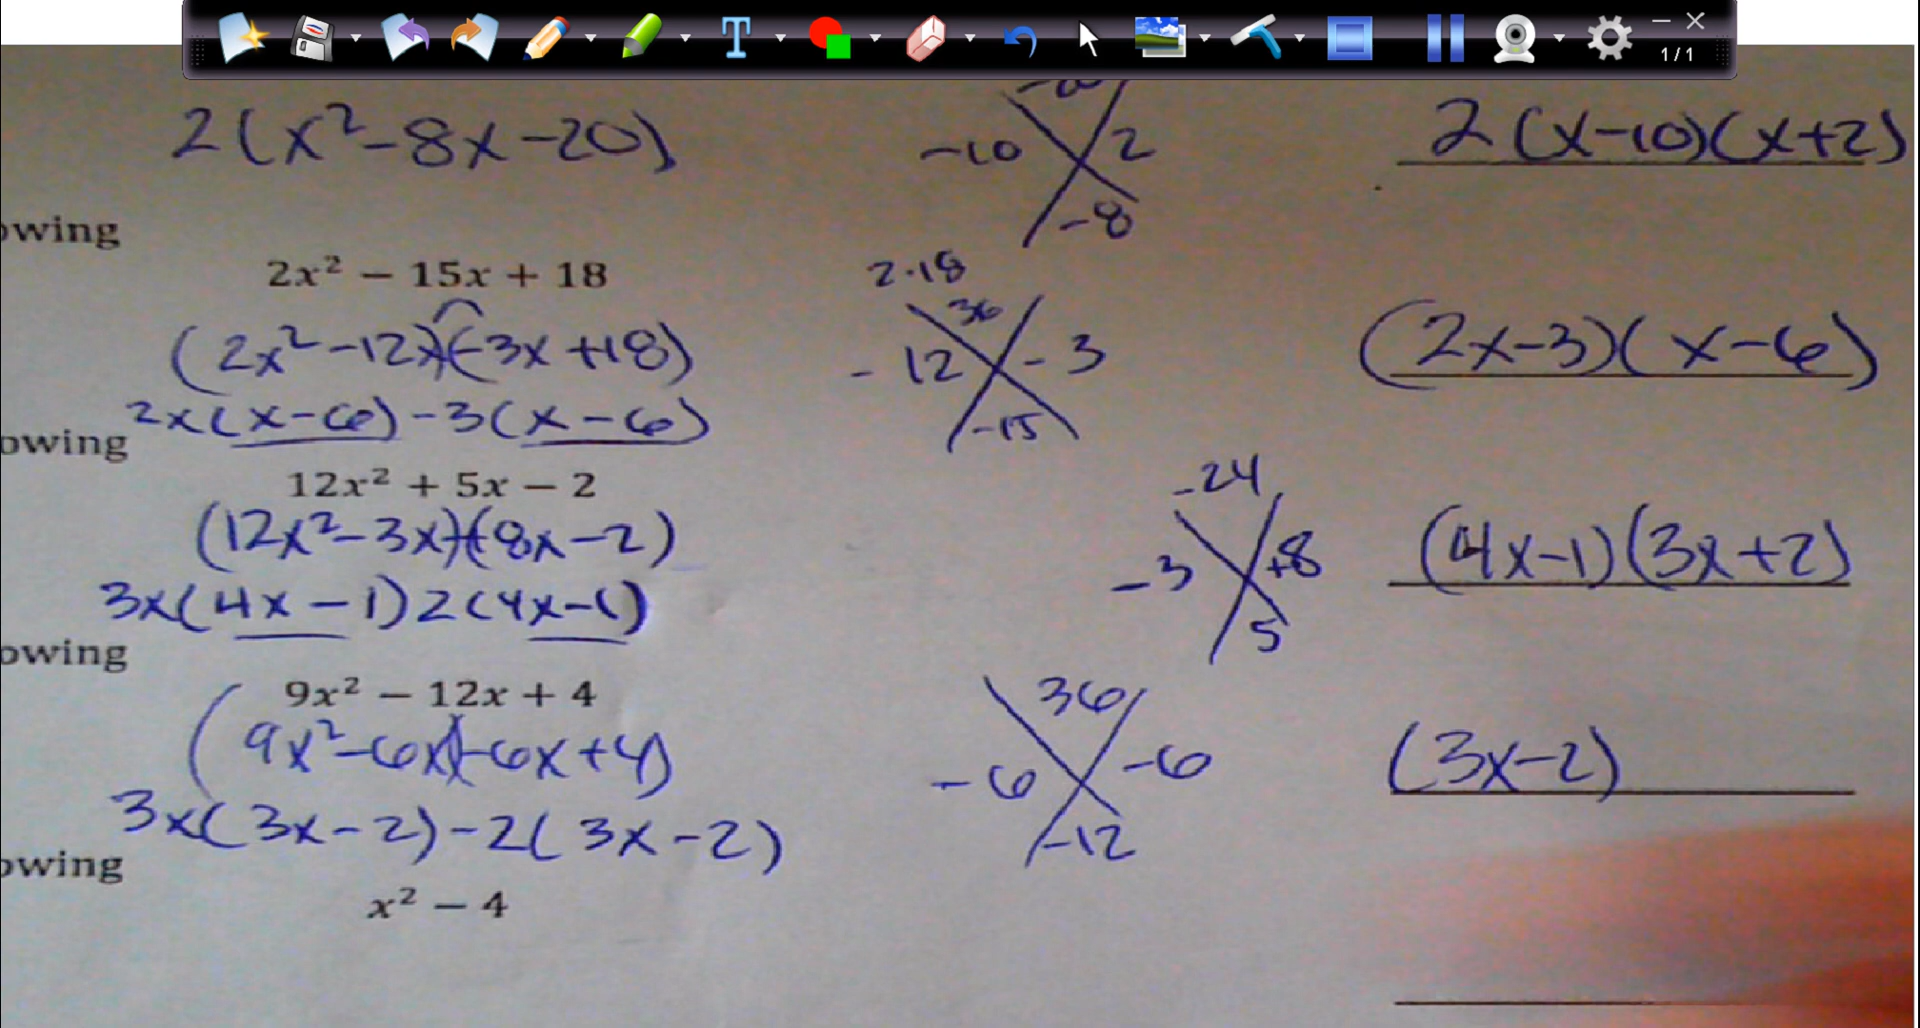 T
1/1
2(x²-8x-20)
-10 2
-8
2(x-10)(x+2)
owing
2x² − 15x + 18
2·18
36
(2x²-12x)(-3x+18)
- 12 - 3
-15
(2x-3)(x-6)
2x(x-6)-3(x-6)
owing
12x² + 5x − 2
-24
(12x²-3x)+(8x-2)
-3 +8
5
(4x-1)(3x+2)
3x(4x-1)2(4x-1)
owing
9x² − 12x + 4
36
(9x²-6x)(-6x+4)
-6 -6
-12
(3x-2)
3x(3x-2)-2(3x-2)
owing
x² − 4